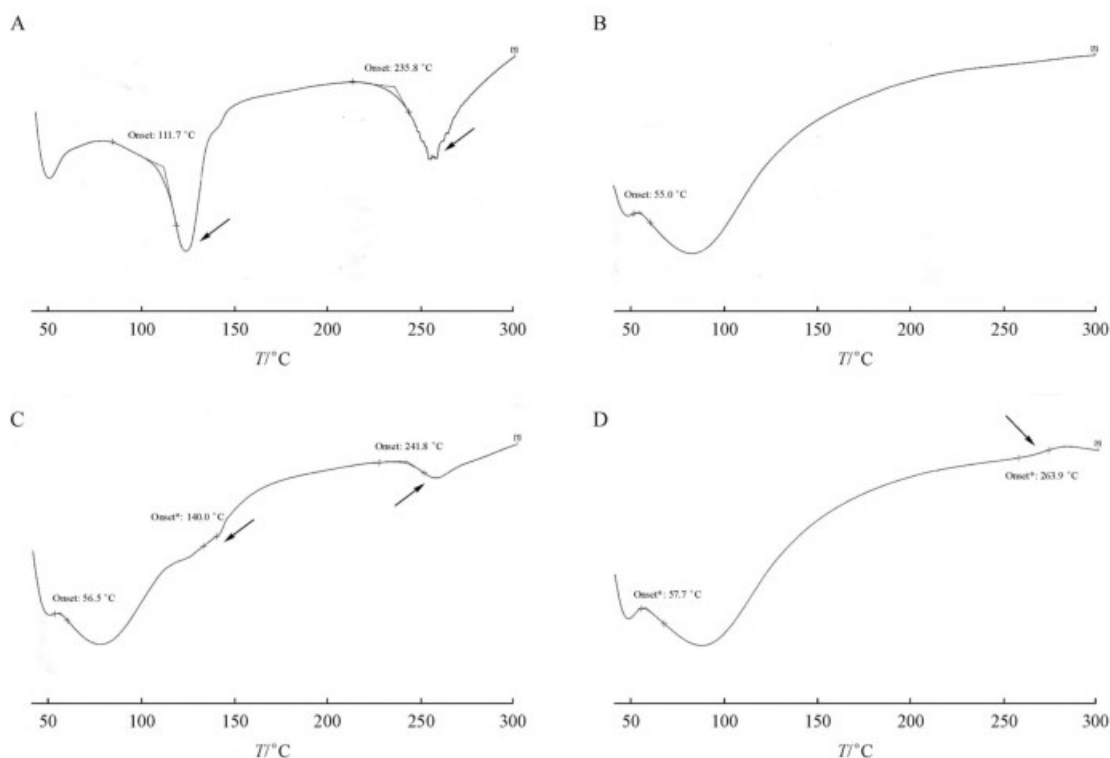 A
B
Onset: 235.8 °C
Onset: 111.7 °C
Onset: 55.0 °C
50 100 150 200 250 300
50 100 150 200 250 300
T/°C
T/°C
C
D
Onset: 241.8 °C
Onset*: 263.9 °C
Onset*: 140.0 °C
Onset: 56.5 °C
Onset*: 57.7 °C
50 100 150 200 250 300
50 100 150 200 250 300
T/°C
T/°C